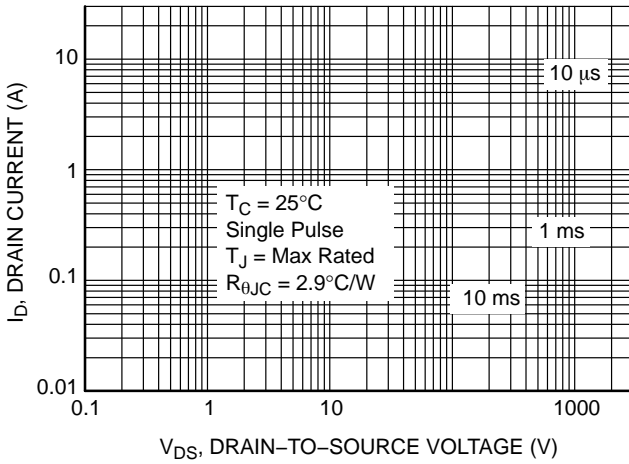 10
1
0.1
0.01
I_D, DRAIN CURRENT (A)
10 µs
T_C = 25°C
Single Pulse
T_J = Max Rated
R_θJC = 2.9°C/W
1 ms
10 ms
0.1
1
10
1000
V_DS, DRAIN−TO−SOURCE VOLTAGE (V)